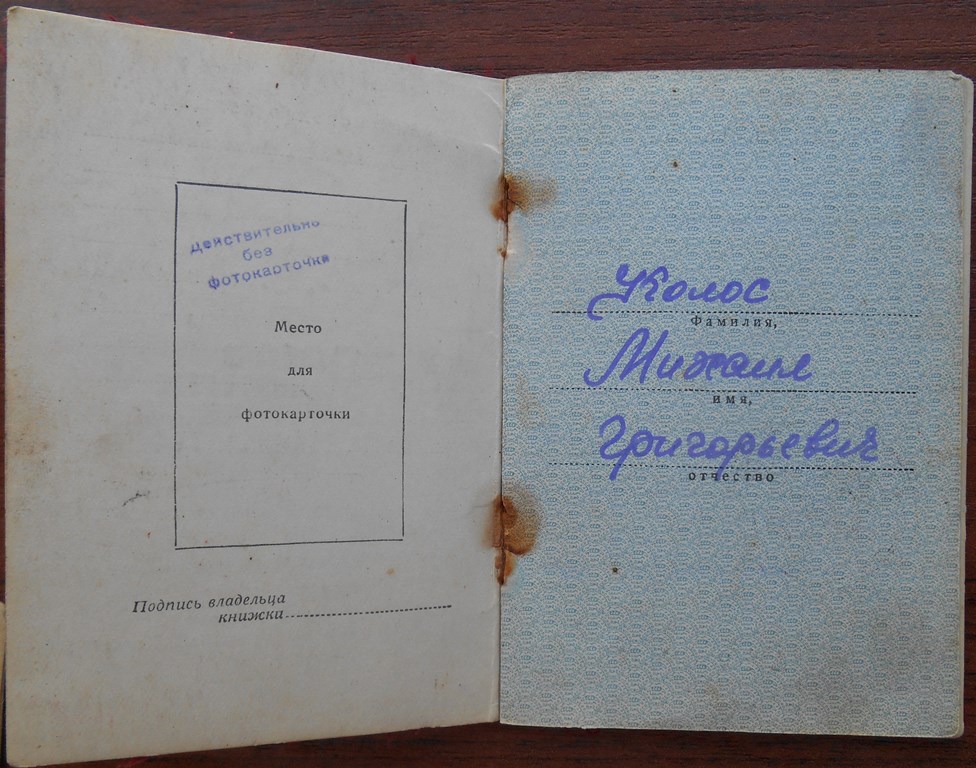 Действительно
без
фотокарточки
Место
для
фотокарточки
Подпись владельца
книжки
Колос
Фамилия,
Михаил
имя,
Григорьевич
отчество